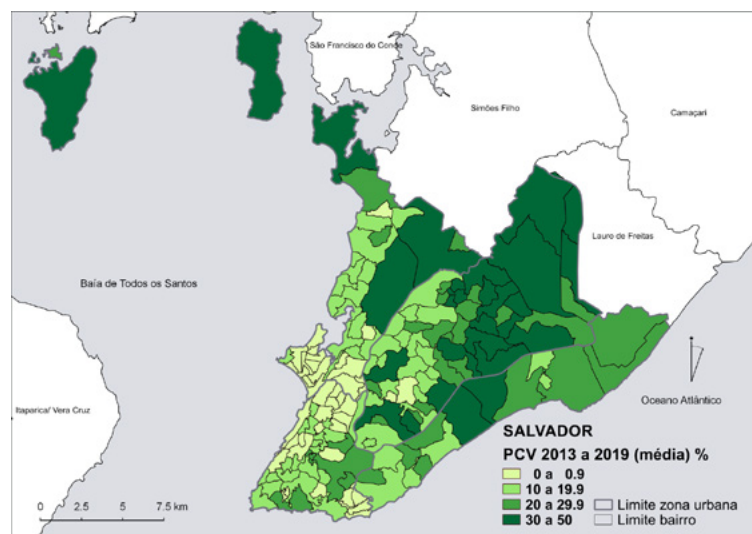 São Francisco do Conde
Simões Filho
Camaçari
Lauro de Freitas
Baía de Todos os Santos
Itaparica/ Vera Cruz
Oceano Atlântico
SALVADOR
PCV 2013 a 2019 (média) %
0 a 0.9
10 a 19.9
20 a 29.9
30 a 50
Limite zona urbana
Limite bairro
0 2.5 5 7.5 km